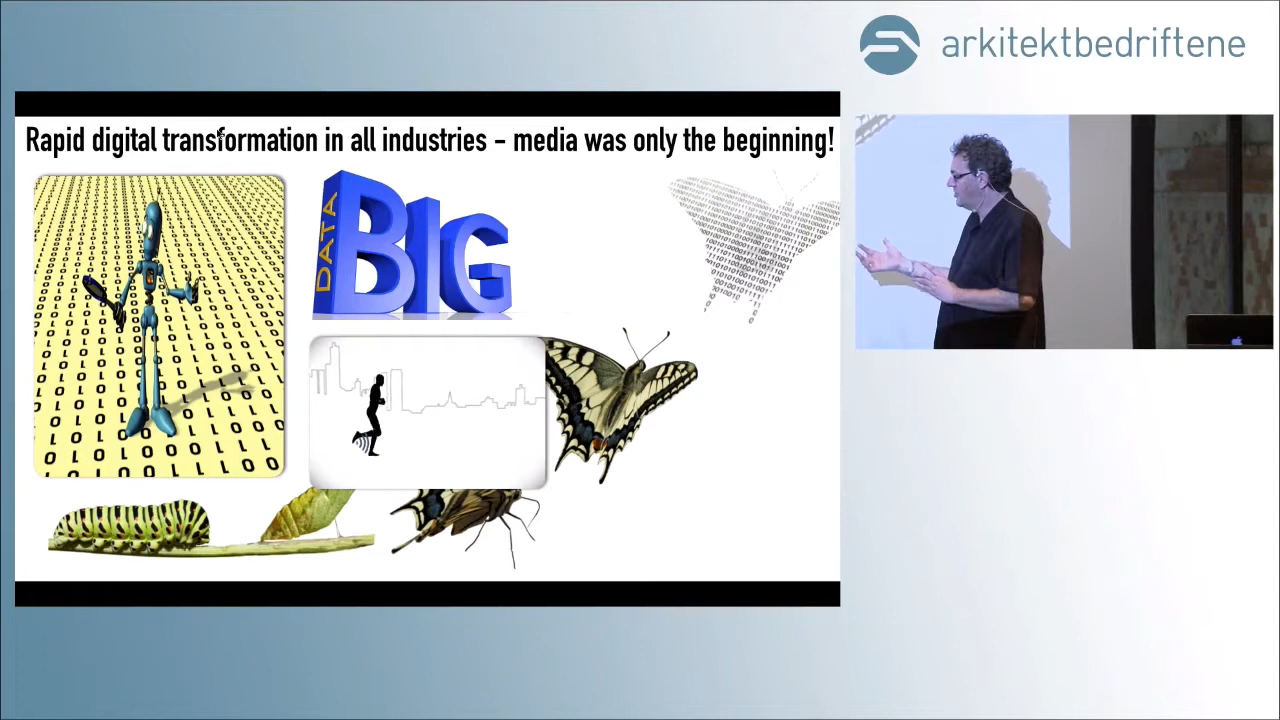 arkitektbedriftene
Rapid digital transformation in all industries – media was only the beginning!
DATA
BIG